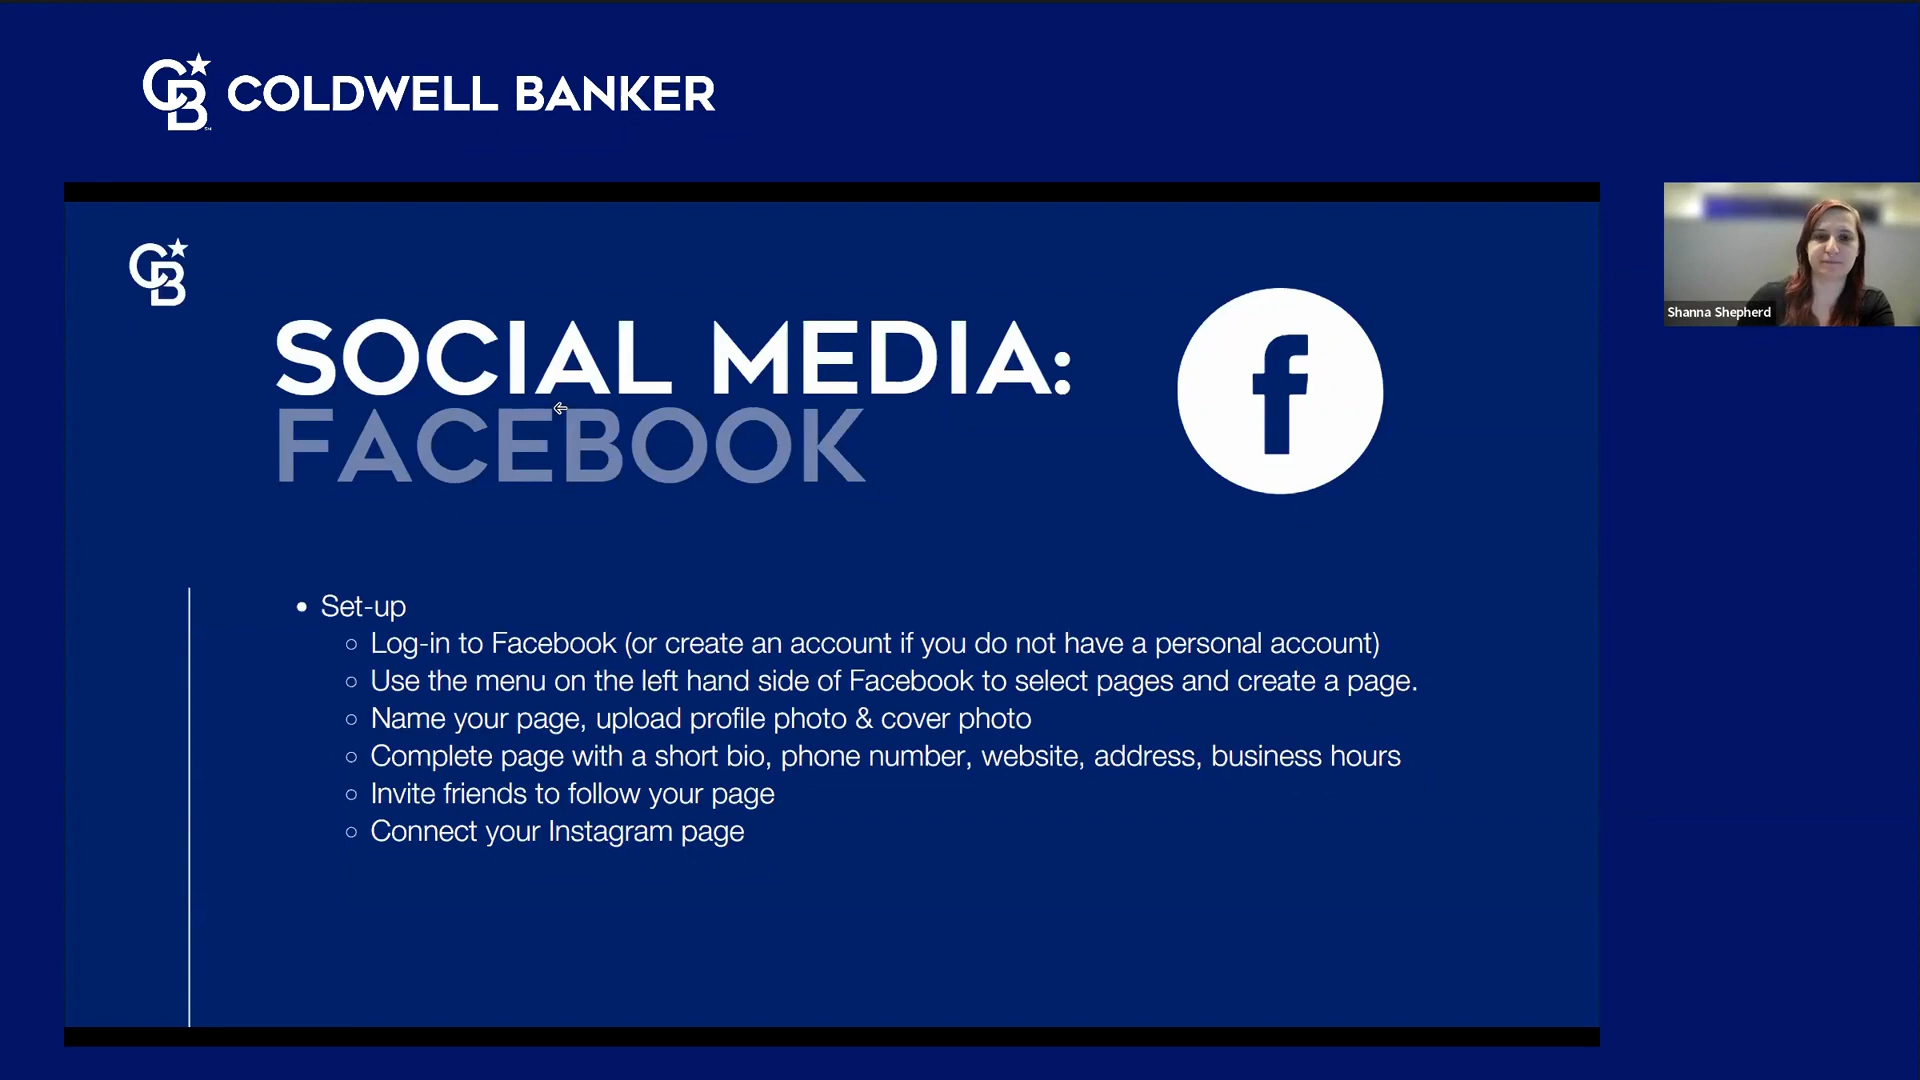 CB COLDWELL BANKER
CB
SOCIAL MEDIA:
FACEBOOK
f
Shanna Shepherd
• Set-up
○ Log-in to Facebook (or create an account if you do not have a personal account)
○ Use the menu on the left hand side of Facebook to select pages and create a page.
○ Name your page, upload profile photo & cover photo
○ Complete page with a short bio, phone number, website, address, business hours
○ Invite friends to follow your page
○ Connect your Instagram page